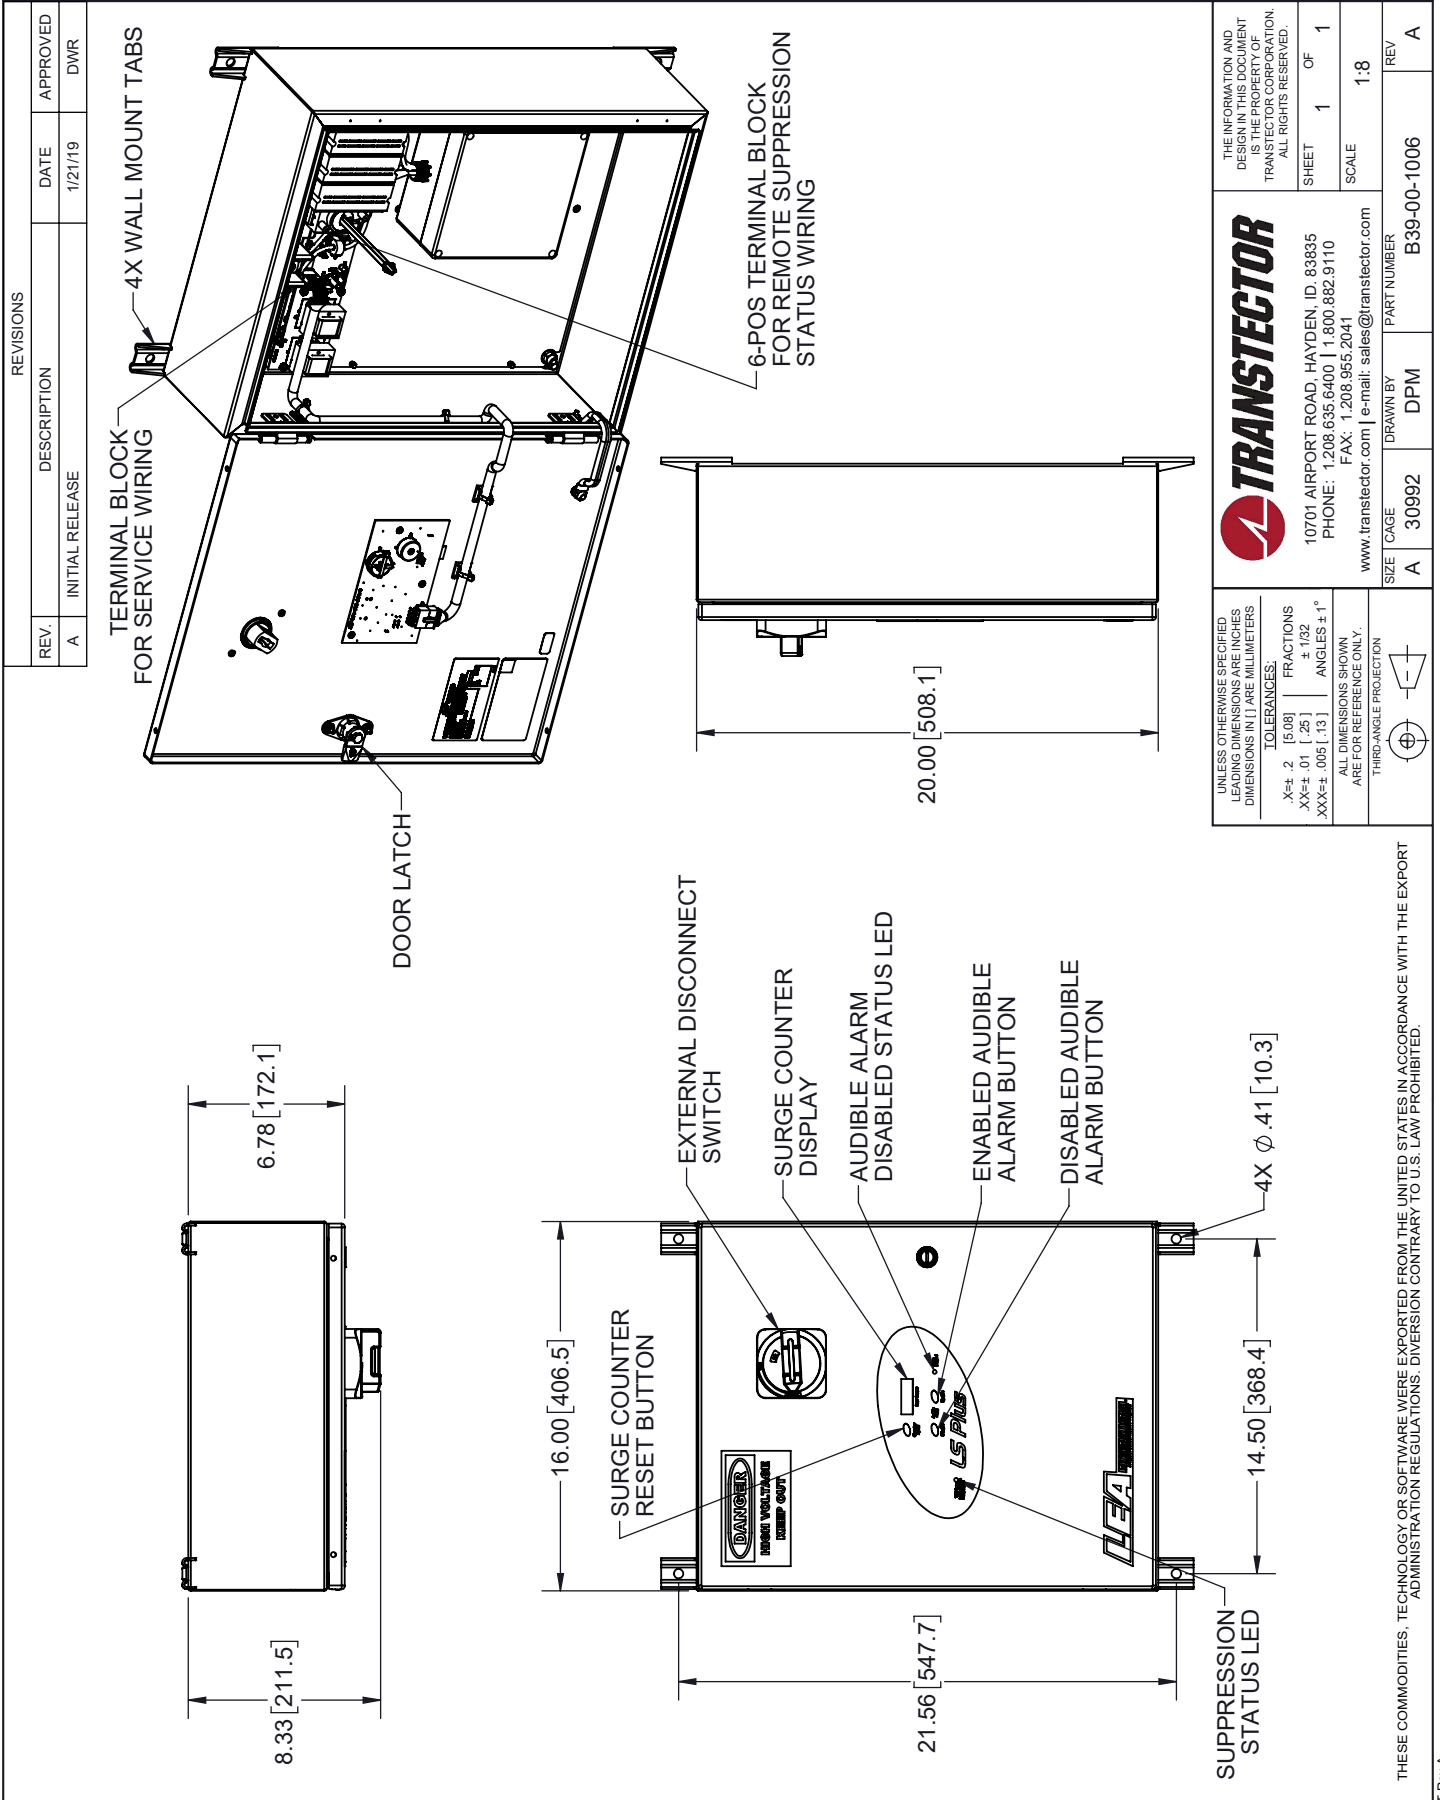 REVISIONS
REV.
DESCRIPTION
DATE
APPROVED
A
INITIAL RELEASE
1/21/19
DWR
TERMINAL BLOCK
FOR SERVICE WIRING
4X WALL MOUNT TABS
DOOR LATCH
6-POS TERMINAL BLOCK
FOR REMOTE SUPPRESSION
STATUS WIRING
8.33 [211.5]
6.78 [172.1]
16.00 [406.5]
SURGE COUNTER
RESET BUTTON
EXTERNAL DISCONNECT
SWITCH
SURGE COUNTER
DISPLAY
AUDIBLE ALARM
DISABLED STATUS LED
ENABLED AUDIBLE
ALARM BUTTON
DISABLED AUDIBLE
ALARM BUTTON
DANGER
HIGH VOLTAGE
KEEP OUT
LS Plus
LEA
21.56 [547.7]
20.00 [508.1]
SUPPRESSION
STATUS LED
14.50 [368.4]
4X ∅ .41 [10.3]
THESE COMMODITIES, TECHNOLOGY OR SOFTWARE WERE EXPORTED FROM THE UNITED STATES IN ACCORDANCE WITH THE EXPORT
ADMINISTRATION REGULATIONS. DIVERSION CONTRARY TO U.S. LAW PROHIBITED.
UNLESS OTHERWISE SPECIFIED
LEADING DIMENSIONS ARE INCHES
DIMENSIONS IN [ ] ARE MILLIMETERS
TOLERANCES:
.X=± .2 [5.08]
.XX=± .01 [.25]
.XXX=± .005 [.13]
FRACTIONS
± 1/32
ANGLES ± 1°
ALL DIMENSIONS SHOWN
ARE FOR REFERENCE ONLY.
THIRD-ANGLE PROJECTION
TRANSTECTOR
10701 AIRPORT ROAD, HAYDEN, ID. 83835
PHONE: 1.208.635.6400 | 1.800.882.9110
FAX: 1.208.955.2041
www.transtector.com | e-mail: sales@transtector.com
THE INFORMATION AND
DESIGN IN THIS DOCUMENT
IS THE PROPERTY OF
TRANSTECTOR CORPORATION.
ALL RIGHTS RESERVED.
SHEET 1 OF 1
SCALE 1:8
SIZE
A
CAGE
30992
DRAWN BY
DPM
PART NUMBER
B39-00-1006
REV
A